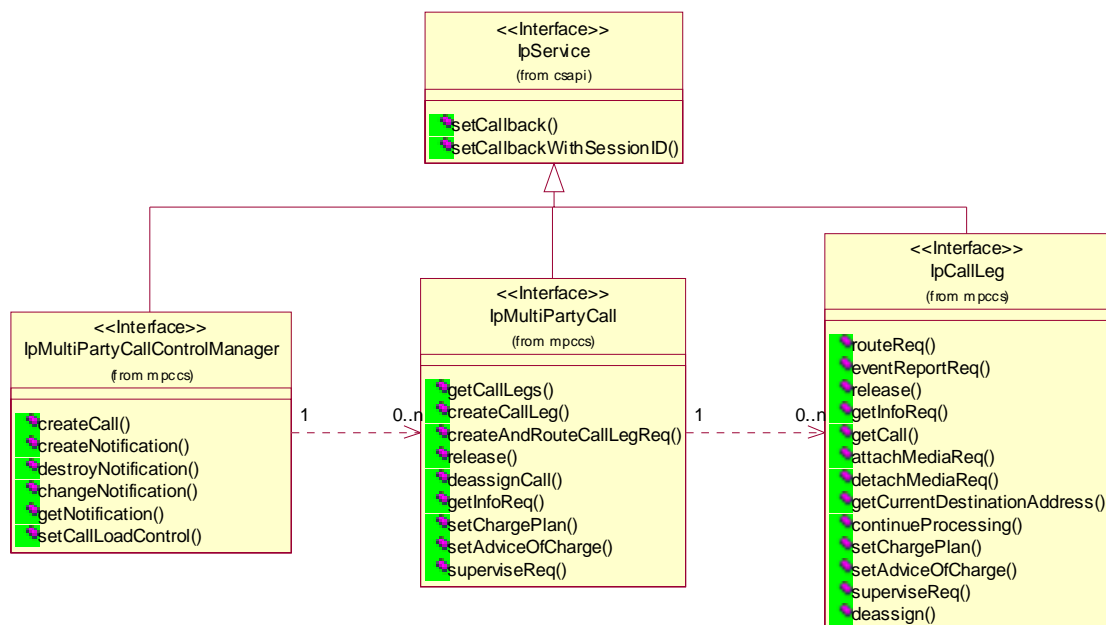 <<Interface>>
IpService
(from csapi)
setCallback()
setCallbackWithSessionID()
<<Interface>>
IpMultiPartyCallControlManager
(from mpccs)
createCall()
createNotification()
destroyNotification()
changeNotification()
getNotification()
setCallLoadControl()
1
0..n
<<Interface>>
IpMultiPartyCall
(from mpccs)
getCallLegs()
createCallLeg()
createAndRouteCallLegReq()
release()
deassignCall()
getInfoReq()
setChargePlan()
setAdviceOfCharge()
superviseReq()
1
0..n
<<Interface>>
IpCallLeg
(from mpccs)
routeReq()
eventReportReq()
release()
getInfoReq()
getCall()
attachMediaReq()
detachMediaReq()
getCurrentDestinationAddress()
continueProcessing()
setChargePlan()
setAdviceOfCharge()
superviseReq()
deassign()